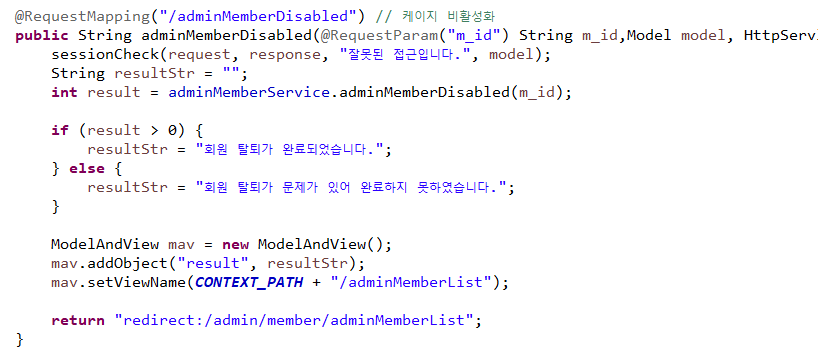 @RequestMapping("/adminMemberDisabled") // 케이지 비활성화
public String adminMemberDisabled(@RequestParam("m_id") String m_id,Model model, HttpServ
sessionCheck(request, response, "잘못된 접근입니다.", model);
String resultStr = "";
int result = adminMemberService.adminMemberDisabled(m_id);
if (result > 0) {
resultStr = "회원 탈퇴가 완료되었습니다.";
} else {
resultStr = "회원 탈퇴가 문제가 있어 완료하지 못하였습니다.";
}
ModelAndView mav = new ModelAndView();
mav.addObject("result", resultStr);
mav.setViewName(CONTEXT_PATH + "/adminMemberList");
return "redirect:/admin/member/adminMemberList";
}